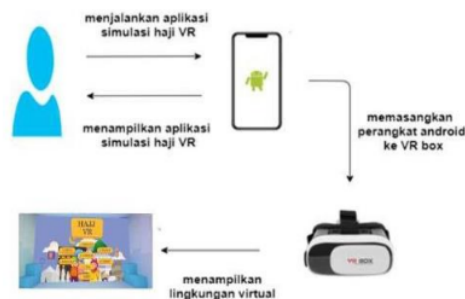 menjalankan aplikasi
simulasi haji VR
menampilkan aplikasi
simulasi haji VR
memasangkan
perangkat android
ke VR box
HAJJ
VR
VR BOX
menampilkan
lingkungan virtual